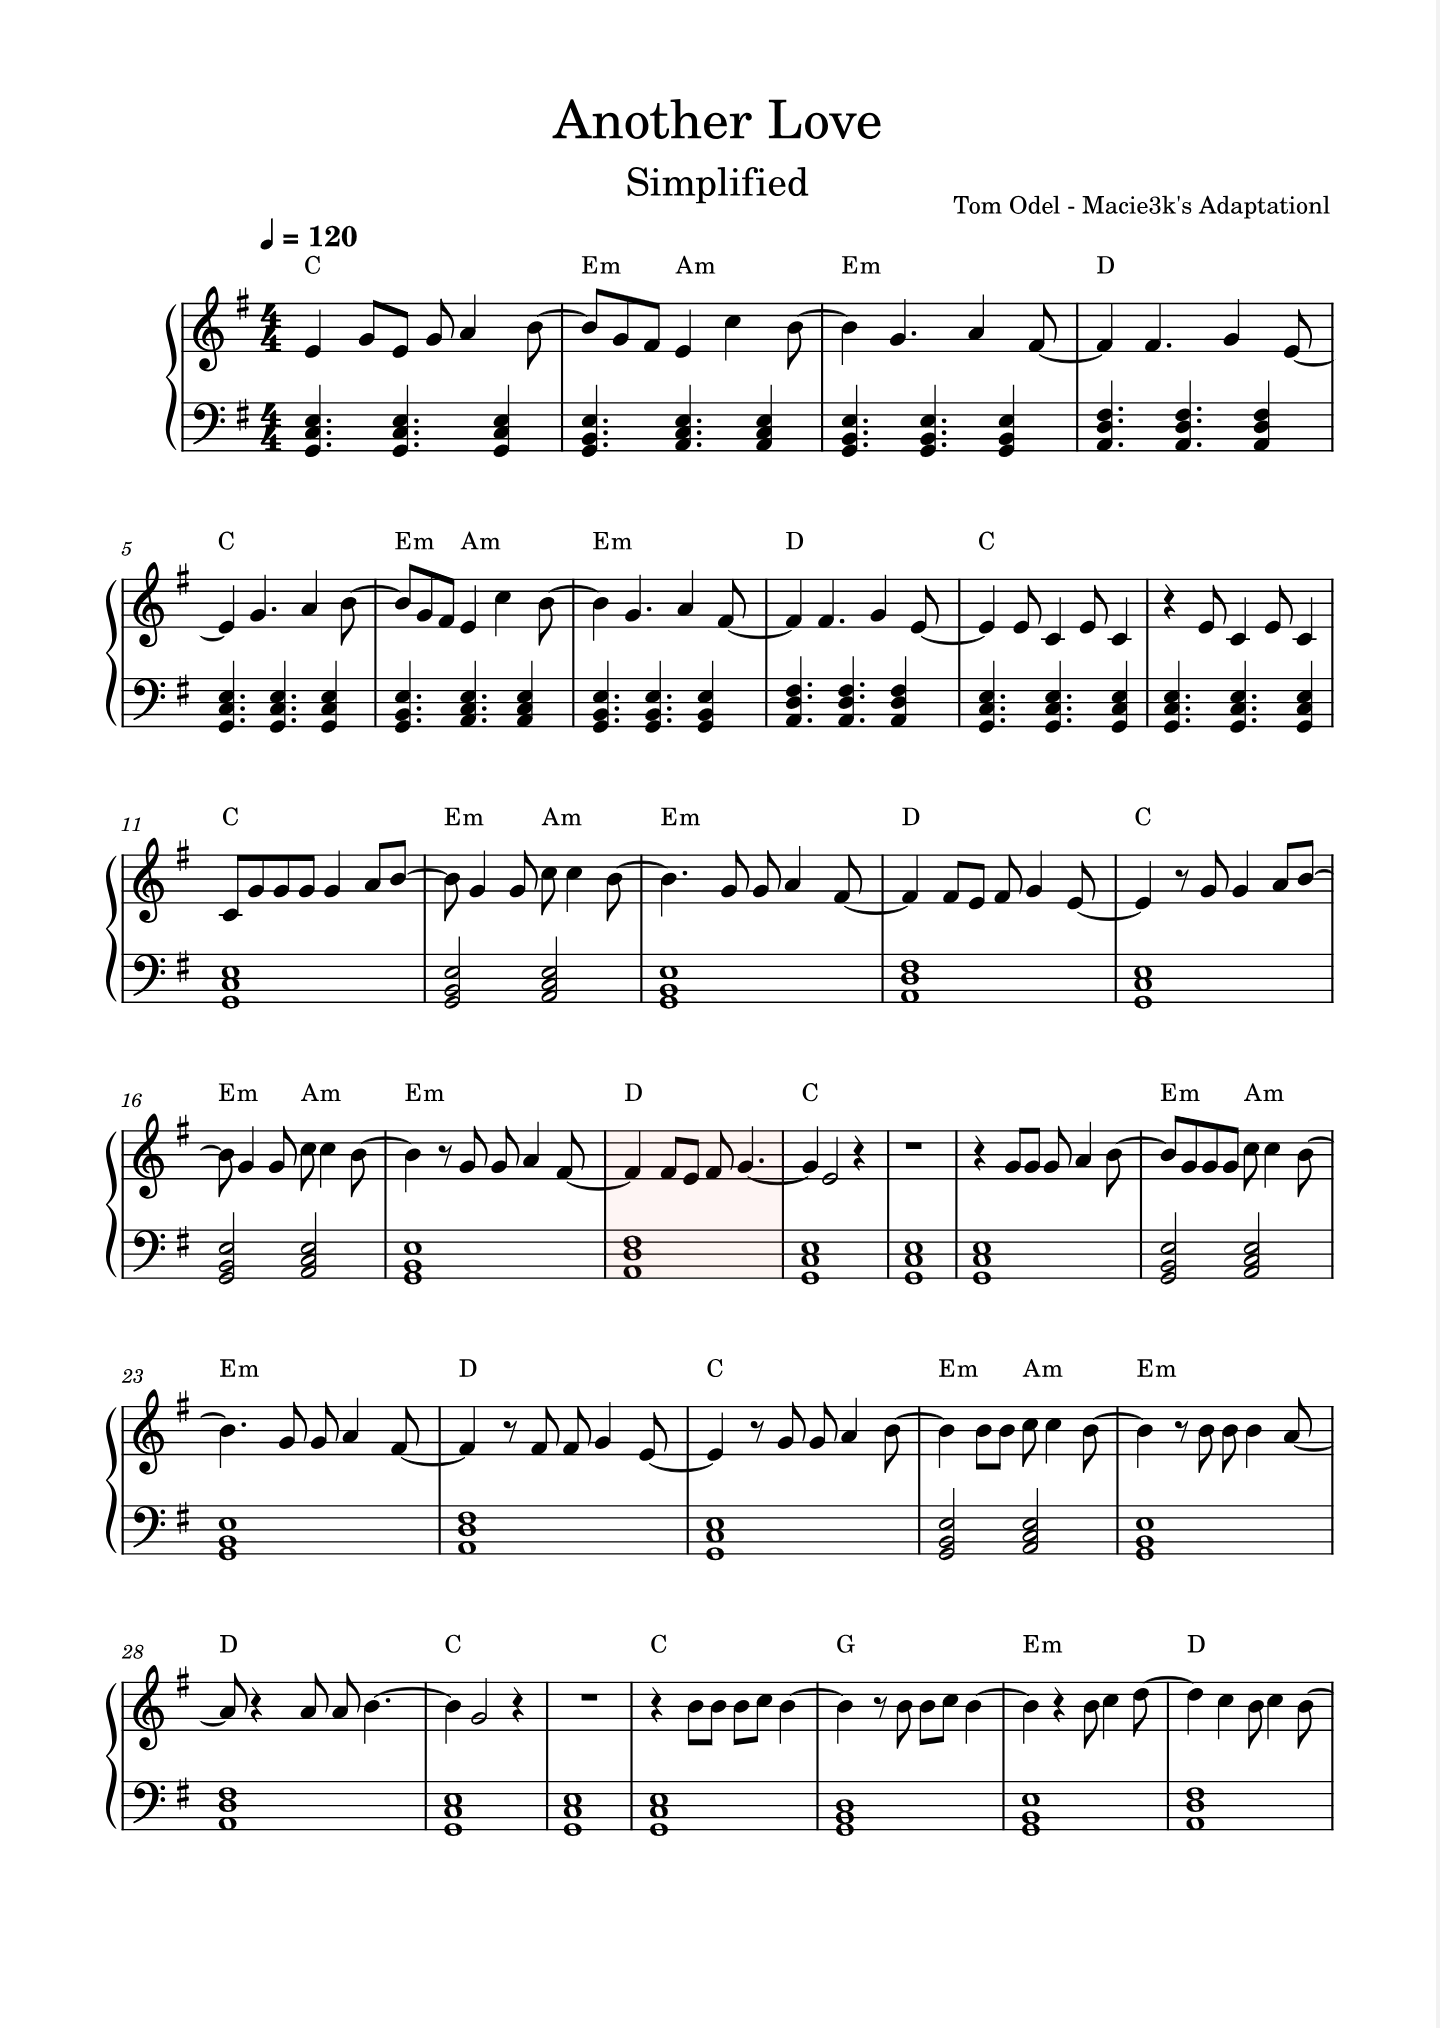 Another Love
Simplified
Tom Odel - Macie3k's Adaptationl
= 120
C Em Am Em D
5 C Em Am Em D C
11 C Em Am Em D C
16 Em Am Em D C Em Am
23 Em D C Em Am Em
28 D C C G Em D